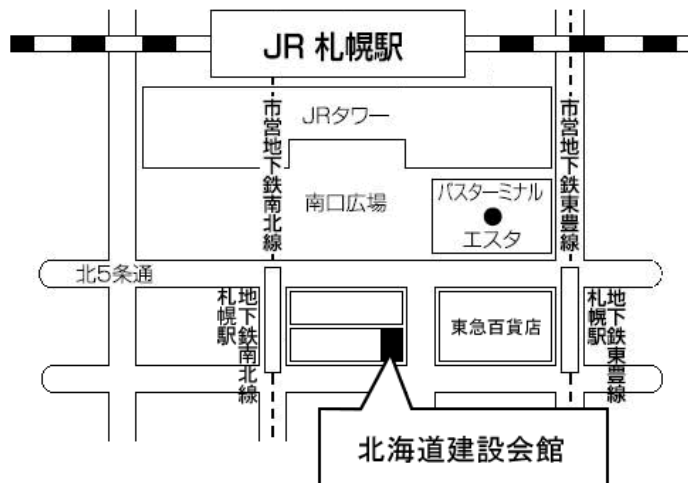 JR 札幌駅
JRタワー
市営地下鉄南北線
市営地下鉄東豊線
南口広場
バスターミナル
エスタ
北5条通
地下鉄南北線
札幌駅
東急百貨店
地下鉄東豊線
札幌駅
北海道建設会館